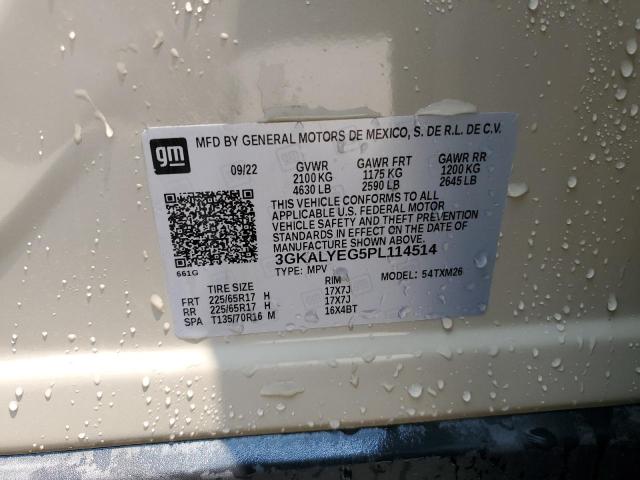 gm
MFD BY GENERAL MOTORS DE MEXICO, S. DE R.L. DE C.V.
09/22 GVWR GAWR FRT GAWR RR
2100 KG 1175 KG 1200 KG
4630 LB 2590 LB 2645 LB
THIS VEHICLE CONFORMS TO ALL
APPLICABLE U.S. FEDERAL MOTOR
VEHICLE SAFETY AND THEFT PREVENTION
STANDARDS IN EFFECT ON THE DATE OF
MANUFACTURE SHOWN ABOVE.
3GKALYEG5PL114514
661G TYPE: MPV MODEL: 54TXM26
TIRE SIZE RIM
FRT 225/65R17 H 17X7J
RR 225/65R17 H 17X7J
SPA T135/70R16 M 16X4BT